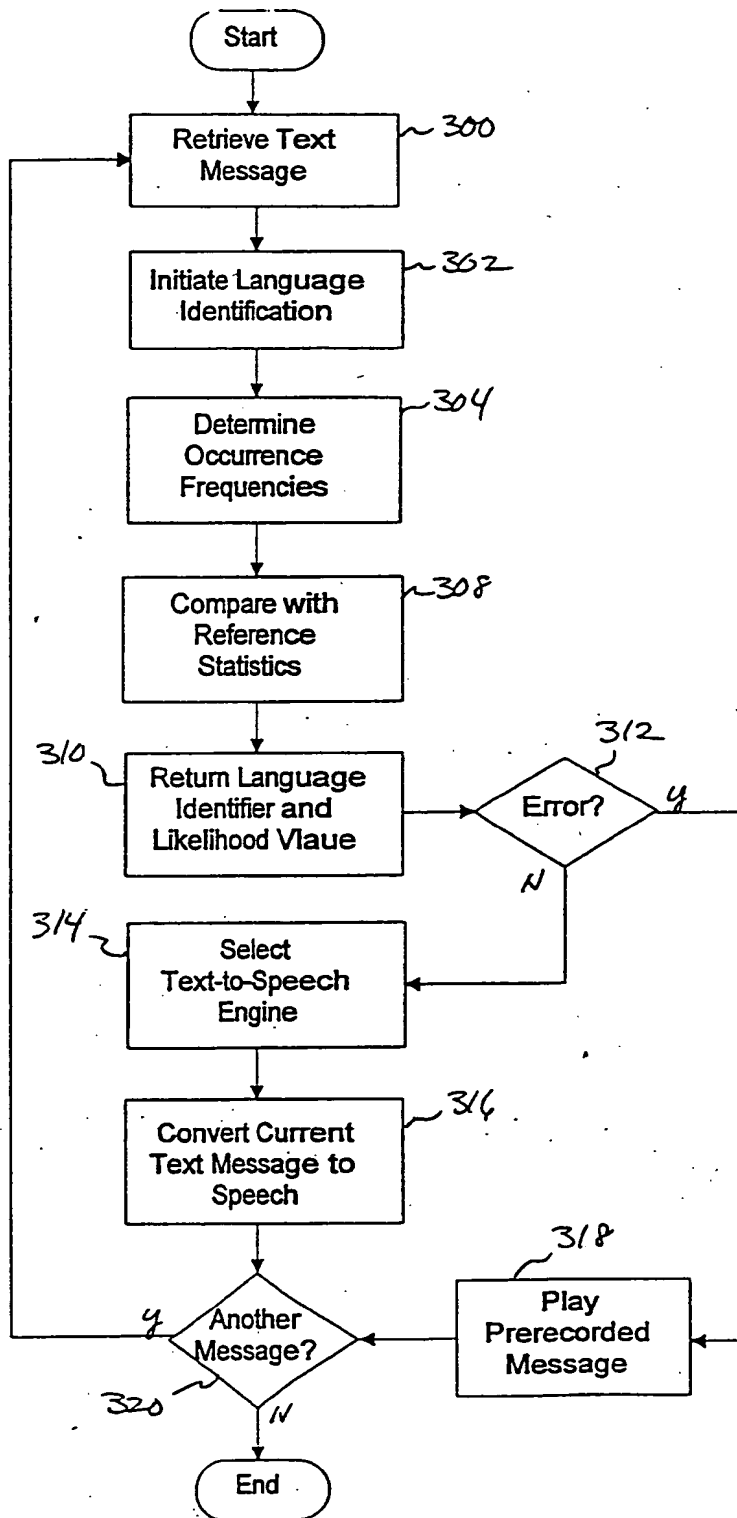 Start
Retrieve Text
Message
300
Initiate Language
Identification
302
Determine
Occurrence
Frequencies
304
Compare with
Reference
Statistics
308
310
Return Language
Identifier and
Likelihood Vlaue
312
Error?
y
N
314
Select
Text-to-Speech
Engine
Convert Current
Text Message to
Speech
316
318
Play
Prerecorded
Message
y
Another
Message?
320
N
End